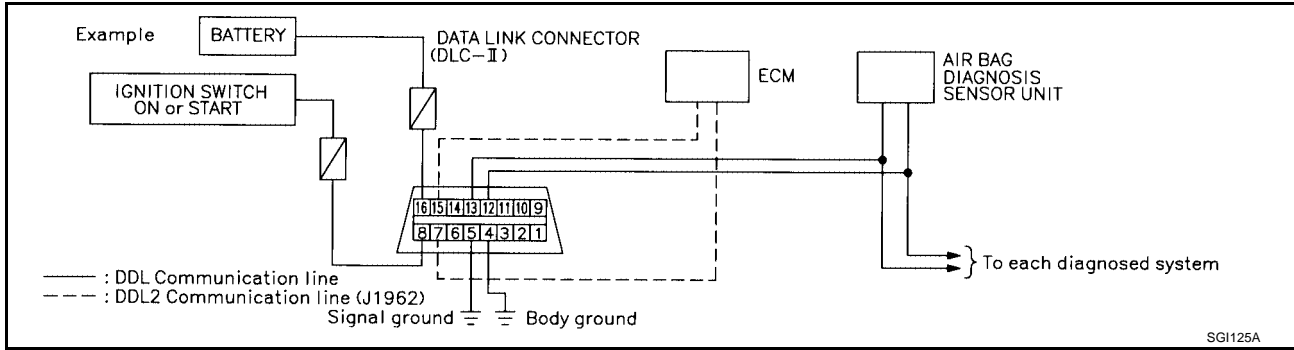 Example
BATTERY
DATA LINK CONNECTOR
(DLC-Ⅱ)
IGNITION SWITCH
ON or START
ECM
AIR BAG
DIAGNOSIS
SENSOR UNIT
16 15 14 13 12 11 10 9
8 7 6 5 4 3 2 1
To each diagnosed system
: DDL Communication line
: DDL2 Communication line (J1962)
Signal ground
Body ground
SGI125A